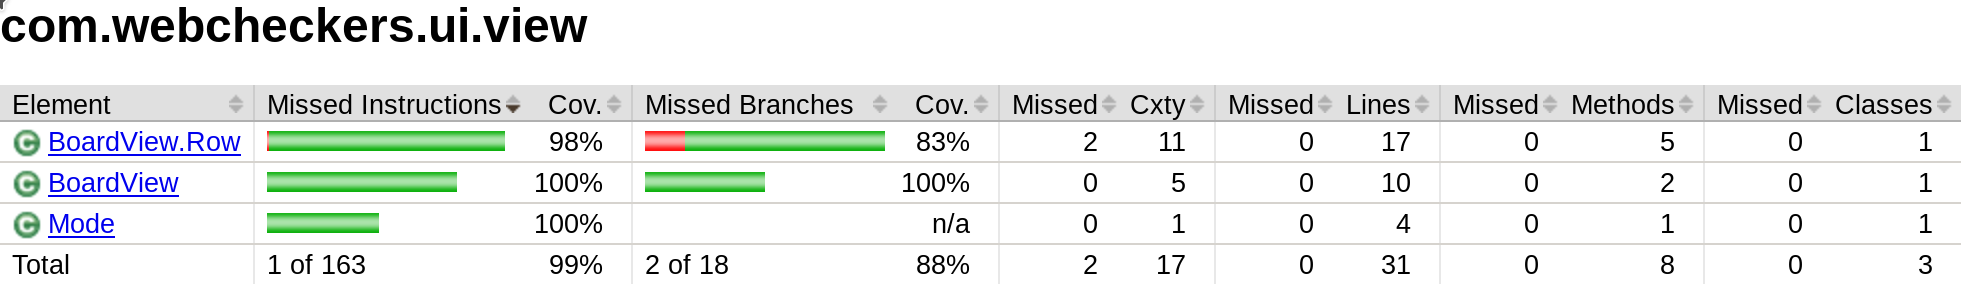 com.webcheckers.ui.view
Element Missed Instructions Cov. Missed Branches Cov. Missed Cxty Missed Lines Missed Methods Missed Classes
C BoardView.Row 98% 83% 2 11 0 17 0 5 0 1
C BoardView 100% 100% 0 5 0 10 0 2 0 1
C Mode 100% n/a 0 1 0 4 0 1 0 1
Total 1 of 163 99% 2 of 18 88% 2 17 0 31 0 8 0 3